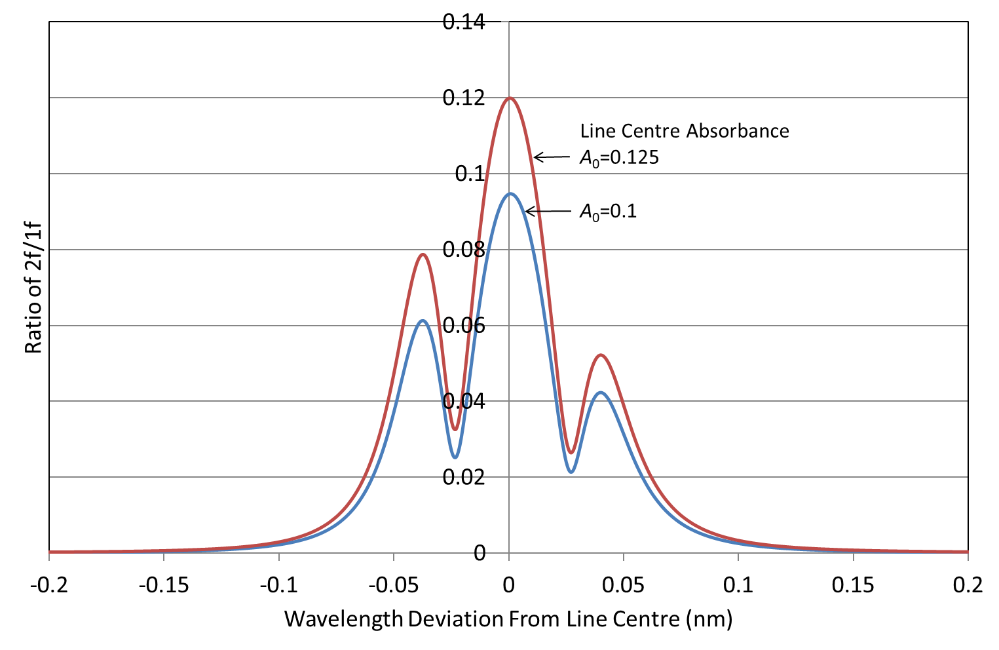 0.14
0.12
Line Centre Absorbance
A₀=0.125
0.1
A₀=0.1
Ratio of 2f/1f
0.08
0.06
0.04
0.02
0
-0.2 -0.15 -0.1 -0.05 0 0.05 0.1 0.15 0.2
Wavelength Deviation From Line Centre (nm)